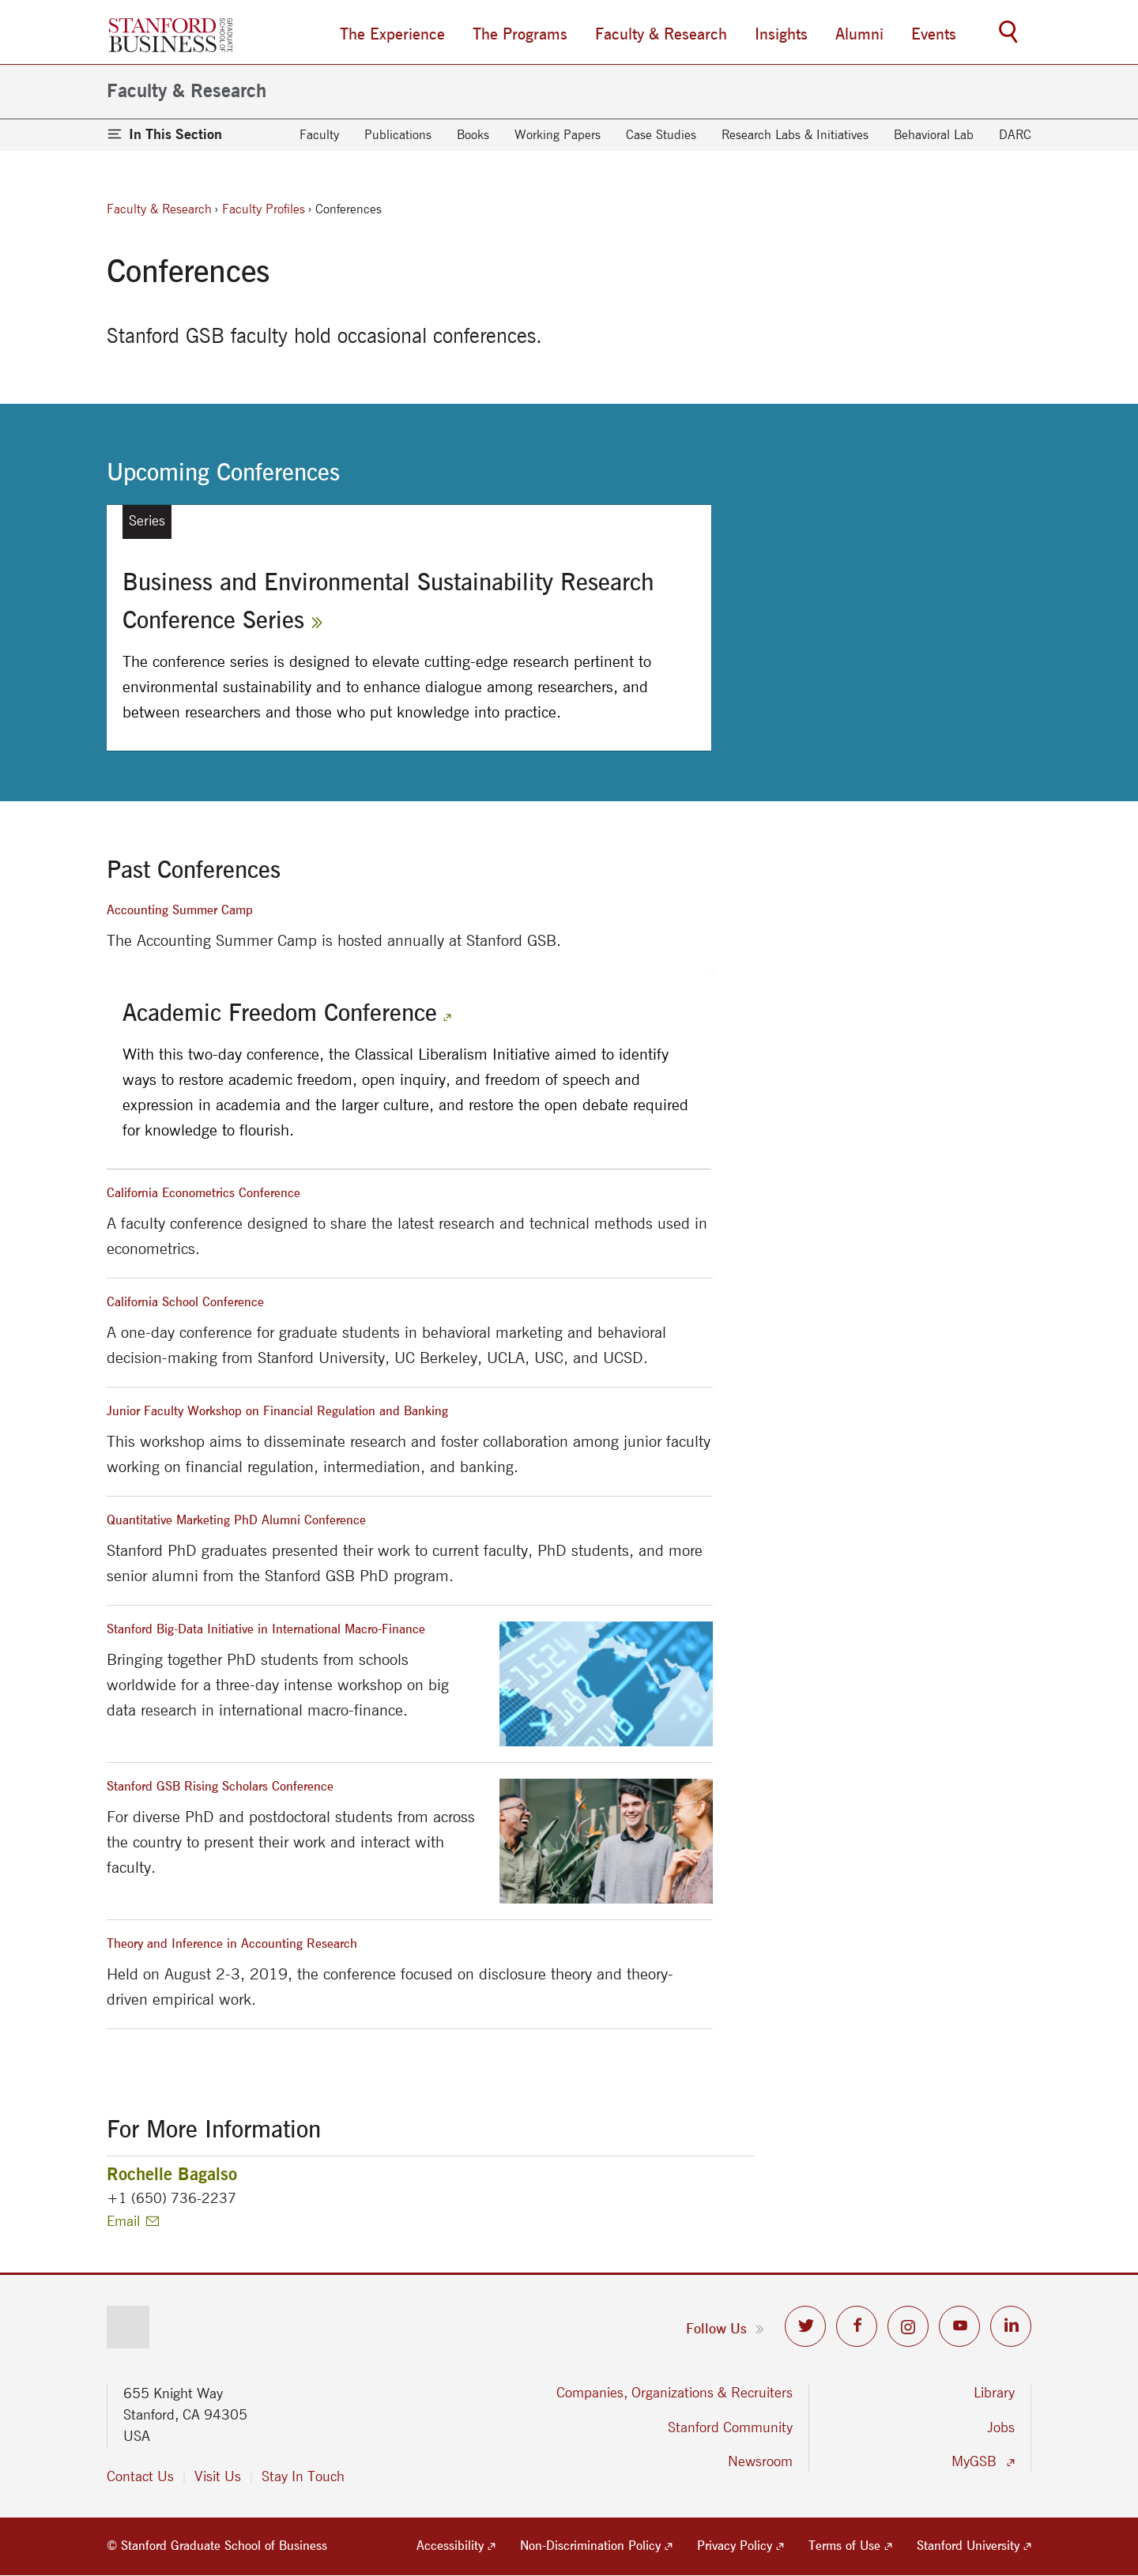 STANFORD
BUSINESS
GRADUATE
SCHOOL OF
The Experience
The Programs
Faculty & Research
Insights
Alumni
Events
Faculty & Research
In This Section
Faculty
Publications
Books
Working Papers
Case Studies
Research Labs & Initiatives
Behavioral Lab
DARC
Faculty & Research › Faculty Profiles › Conferences
Conferences
Stanford GSB faculty hold occasional conferences.
Upcoming Conferences
Series
Business and Environmental Sustainability Research
Conference Series »
The conference series is designed to elevate cutting-edge research pertinent to
environmental sustainability and to enhance dialogue among researchers, and
between researchers and those who put knowledge into practice.
Past Conferences
Accounting Summer Camp
The Accounting Summer Camp is hosted annually at Stanford GSB.
Academic Freedom Conference
With this two-day conference, the Classical Liberalism Initiative aimed to identify
ways to restore academic freedom, open inquiry, and freedom of speech and
expression in academia and the larger culture, and restore the open debate required
for knowledge to flourish.
California Econometrics Conference
A faculty conference designed to share the latest research and technical methods used in
econometrics.
California School Conference
A one-day conference for graduate students in behavioral marketing and behavioral
decision-making from Stanford University, UC Berkeley, UCLA, USC, and UCSD.
Junior Faculty Workshop on Financial Regulation and Banking
This workshop aims to disseminate research and foster collaboration among junior faculty
working on financial regulation, intermediation, and banking.
Quantitative Marketing PhD Alumni Conference
Stanford PhD graduates presented their work to current faculty, PhD students, and more
senior alumni from the Stanford GSB PhD program.
Stanford Big-Data Initiative in International Macro-Finance
Bringing together PhD students from schools
worldwide for a three-day intense workshop on big
data research in international macro-finance.
Stanford GSB Rising Scholars Conference
For diverse PhD and postdoctoral students from across
the country to present their work and interact with
faculty.
Theory and Inference in Accounting Research
Held on August 2-3, 2019, the conference focused on disclosure theory and theory-
driven empirical work.
For More Information
Rochelle Bagalso
+1 (650) 736-2237
Email
Follow Us »
655 Knight Way
Stanford, CA 94305
USA
Contact Us
Visit Us
Stay In Touch
Companies, Organizations & Recruiters
Stanford Community
Newsroom
Library
Jobs
MyGSB
© Stanford Graduate School of Business
Accessibility
Non-Discrimination Policy
Privacy Policy
Terms of Use
Stanford University